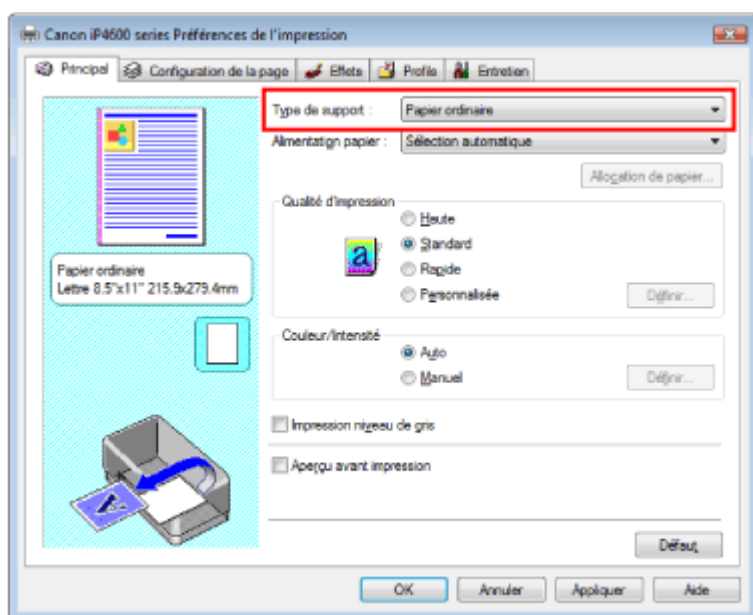 Canon iP4600 series Préférences de l'impression
Principal Configuration de la page Effets Profils Entretien
Type de support : Papier ordinaire
Alimentation papier : Sélection automatique
Allocation de papier...
Qualité d'impression
Haute
a
Standard
Rapide
Personnalisée Définir...
Papier ordinaire
Lettre 8.5"x11" 215.9x279.4mm
Couleur/Intensité
Auto
Manuel Définir...
Impression niveau de gris
Aperçu avant impression
A
Défaut
OK Annuler Appliquer Aide